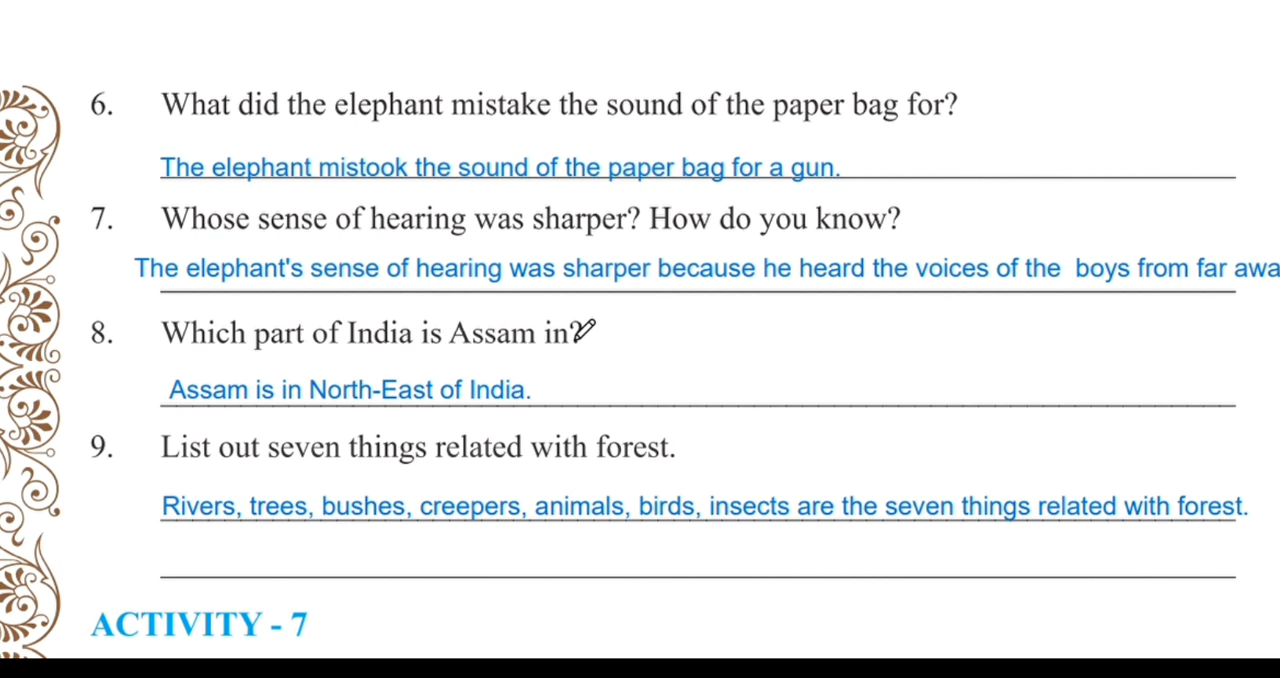 6. What did the elephant mistake the sound of the paper bag for?
The elephant mistook the sound of the paper bag for a gun.
7. Whose sense of hearing was sharper? How do you know?
The elephant's sense of hearing was sharper because he heard the voices of the boys from far awa
8. Which part of India is Assam in?
Assam is in North-East of India.
9. List out seven things related with forest.
Rivers, trees, bushes, creepers, animals, birds, insects are the seven things related with forest.
ACTIVITY - 7